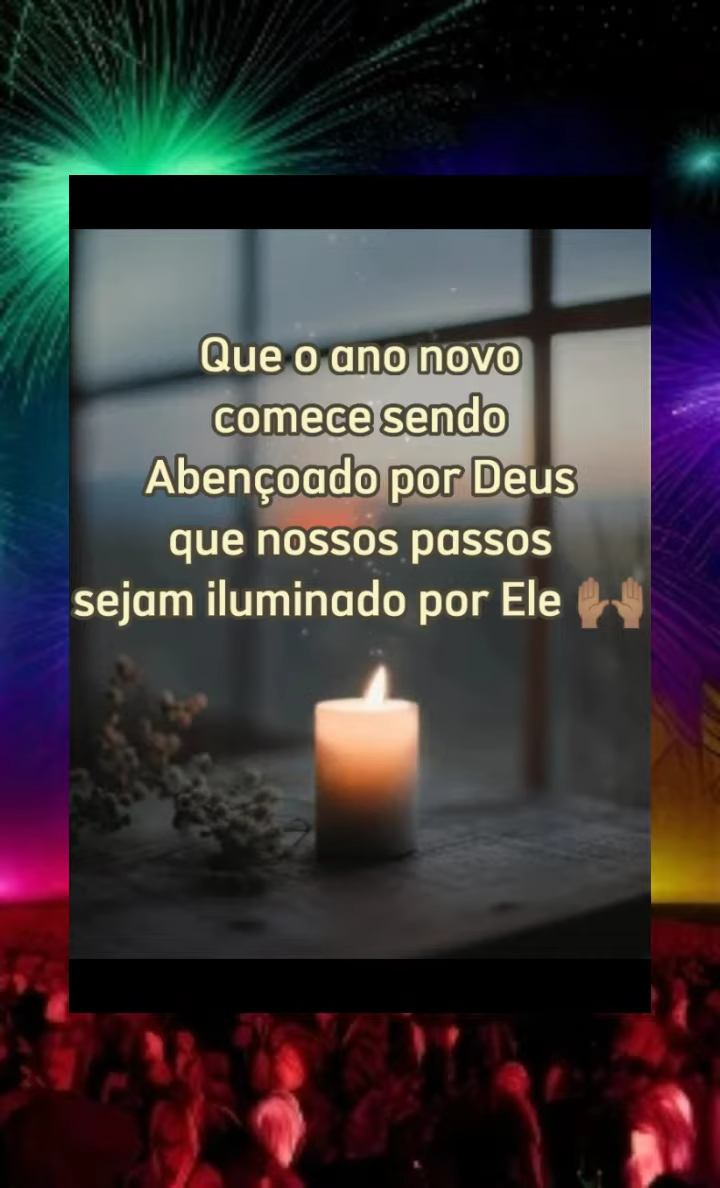 Que o ano novo
comece sendo
Abençoado por Deus
que nossos passos
sejam iluminado por Ele 🙌🏽